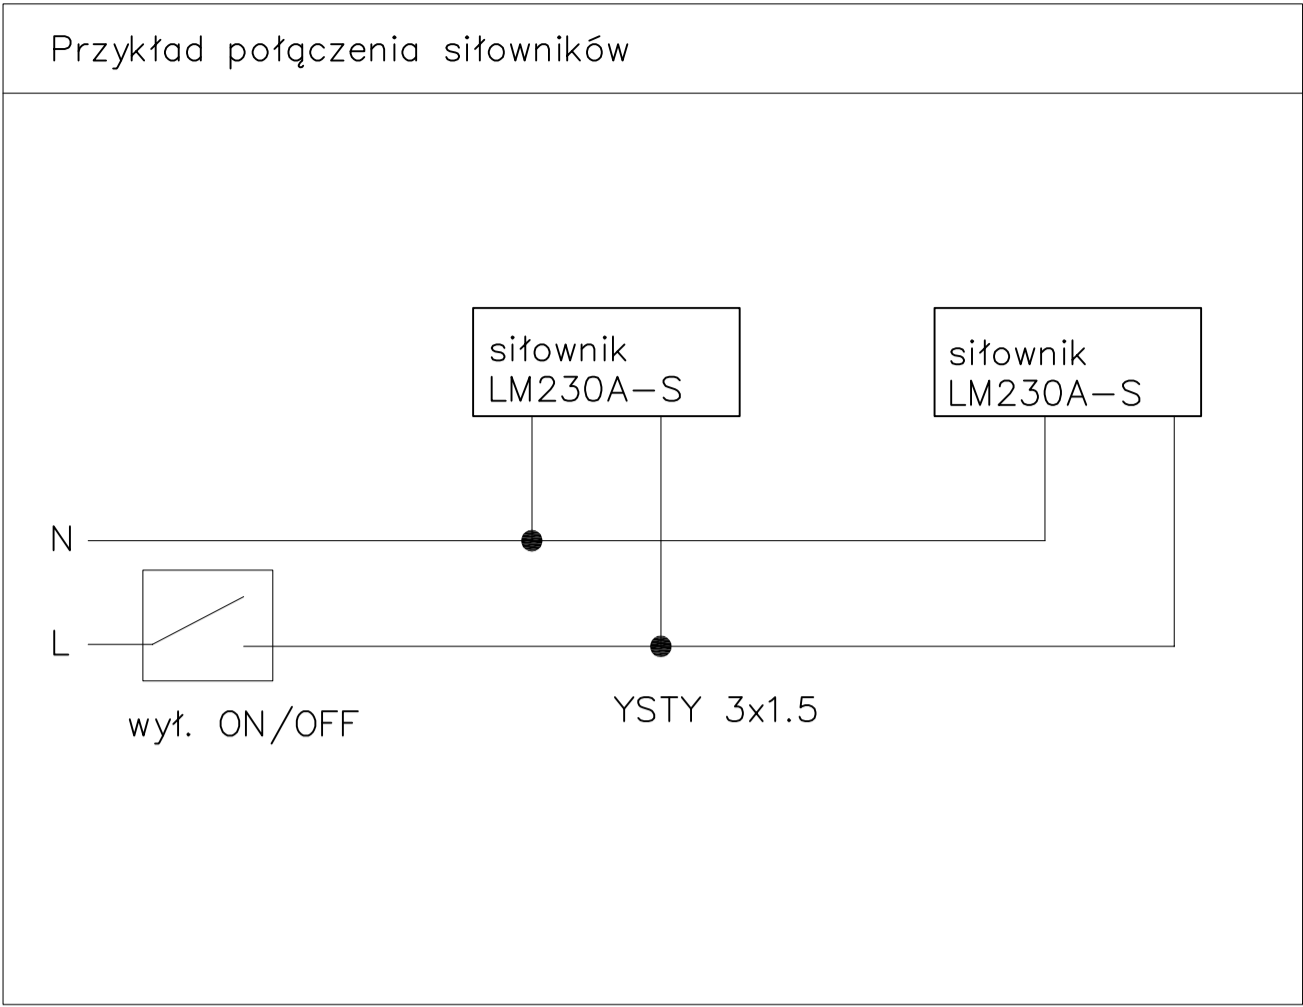 Przykład połączenia siłowników
siłownik
LM230A-S
siłownik
LM230A-S
N
L
wył. ON/OFF
YSTY 3x1.5